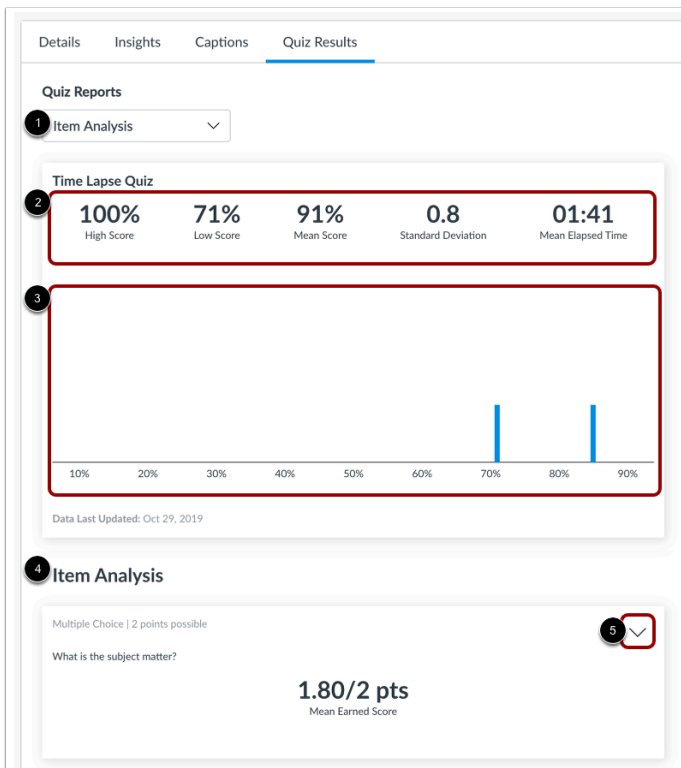 Details Insights Captions Quiz Results
Quiz Reports
1 Item Analysis
Time Lapse Quiz
2
100% 71% 91% 0.8 01:41
High Score Low Score Mean Score Standard Deviation Mean Elapsed Time
3
10% 20% 30% 40% 50% 60% 70% 80% 90%
Data Last Updated: Oct 29, 2019
4 Item Analysis
Multiple Choice | 2 points possible
5
What is the subject matter?
1.80/2 pts
Mean Earned Score